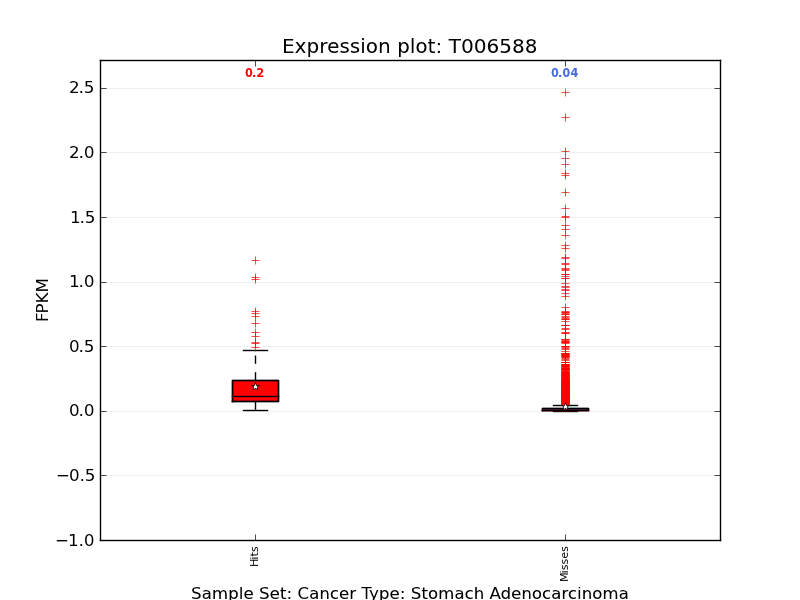 Expression plot: T006588
0.2 0.04
2.5
2.0
1.5
1.0
0.5
0.0
−0.5
−1.0
FPKM
Hits
Misses
Sample Set: Cancer Type: Stomach Adenocarcinoma